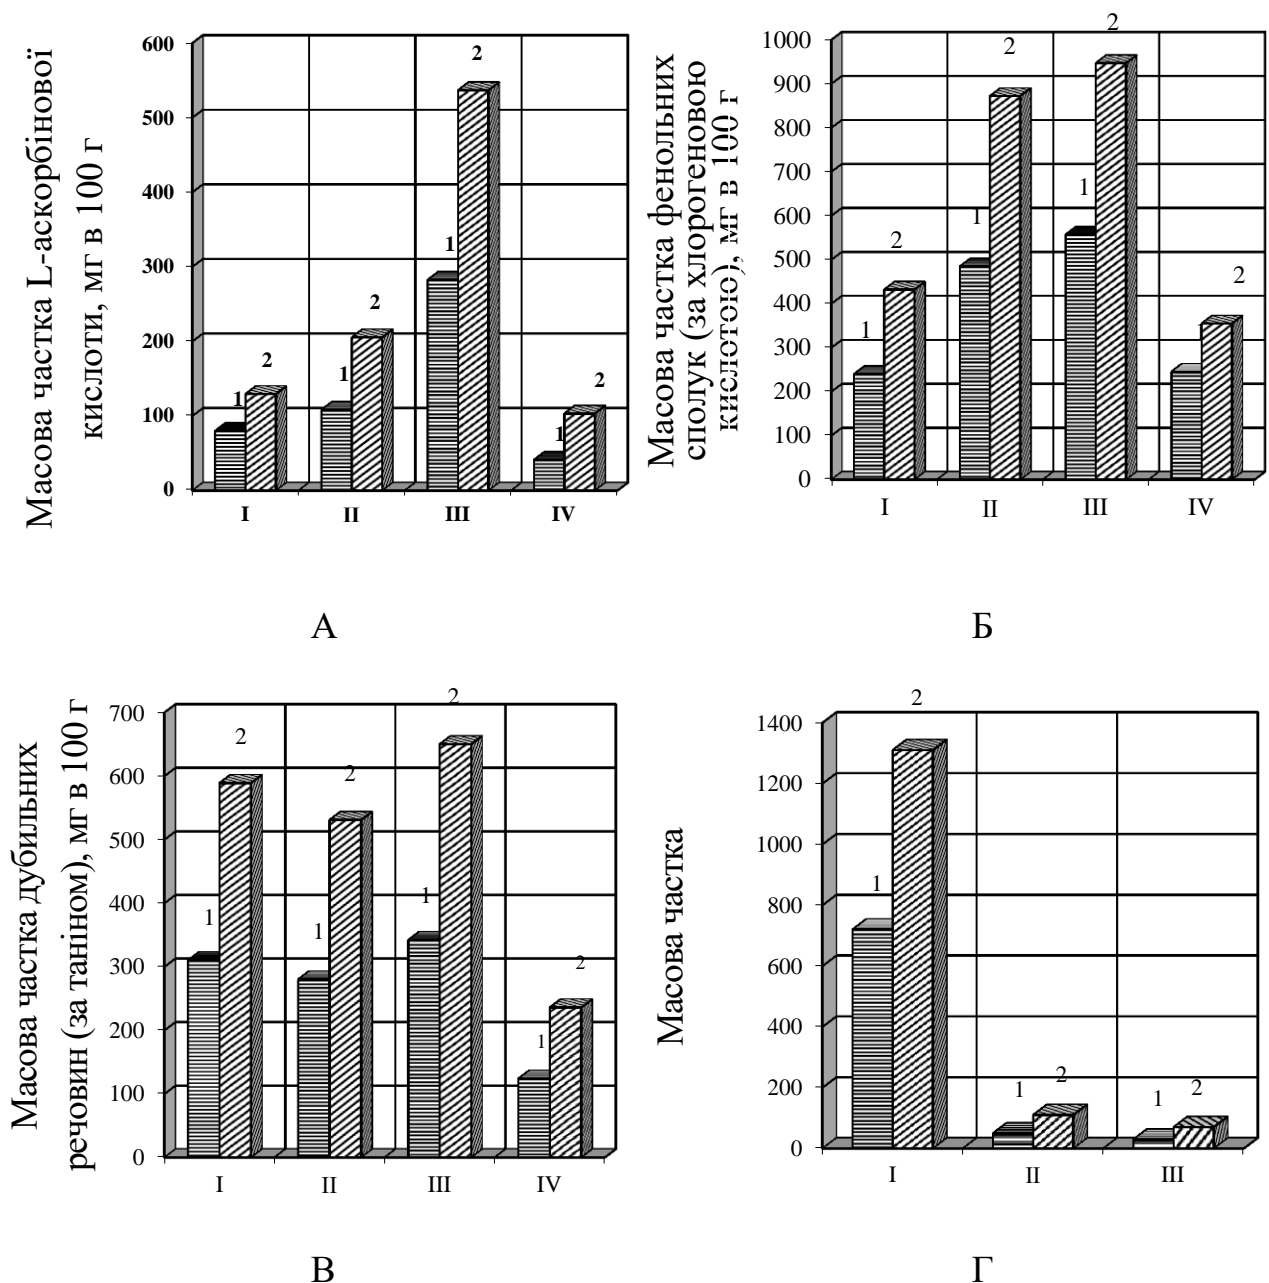 Масова частка L-аскорбінової
кислоти, мг в 100 г
600
500
400
300
200
100
0
1
2
1
2
1
2
1
2
I
II
III
IV
А
Масова частка фенольних
сполук (за хлорогеновою
кислотою), мг в 100 г
1000
900
800
700
600
500
400
300
200
100
0
1
2
1
2
1
2
2
I
II
III
IV
Б
Масова частка дубильних
речовин (за таніном), мг в 100 г
700
600
500
400
300
200
100
0
1
2
1
2
1
2
1
2
I
II
III
IV
В
Масова частка
1400
1200
1000
800
600
400
200
0
1
2
1
2
1
2
I
II
III
Г